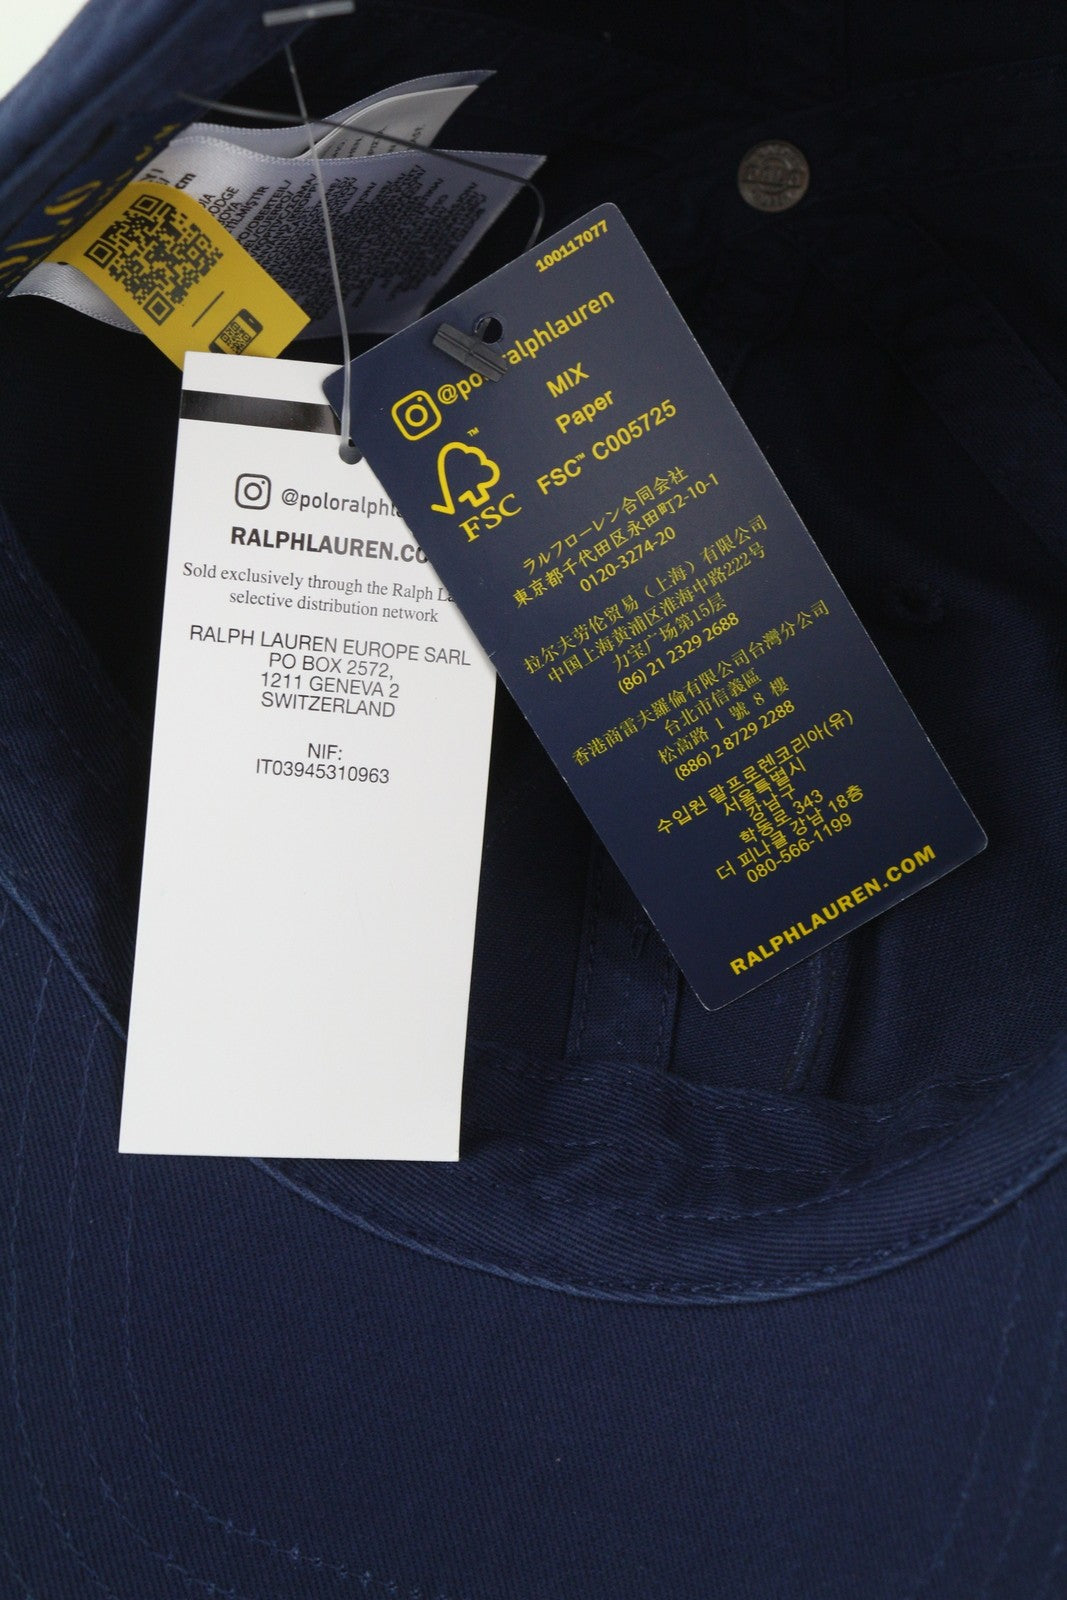 cm
@poloralphl
RALPHLAUREN.CO
Sold exclusively through the Ralph La
selective distribution network
RALPH LAUREN EUROPE SARL
PO BOX 2572,
1211 GENEVA 2
SWITZERLAND
NIF:
IT03945310963
100117077
@po ralphlauren
MIX
Paper
FSC™ C005725
™
FSC
ラルフローレン合同会社
東京都千代田区永田町2-10-1
0120-3274-20
拉尔夫劳伦贸易（上海）有限公司
中国上海黄浦区淮海中路222号
力宝广场第15层
(86) 21 2329 2688
香港商雷夫羅倫有限公司台灣分公司
台北市信義區
松高路 1 號 8 樓
(886) 2 8729 2288
수입원 랄프로렌코리아(유)
서울특별시
강남구
학동로 343
더 피나클 강남 18층
080-566-1199
RALPHLAUREN.COM